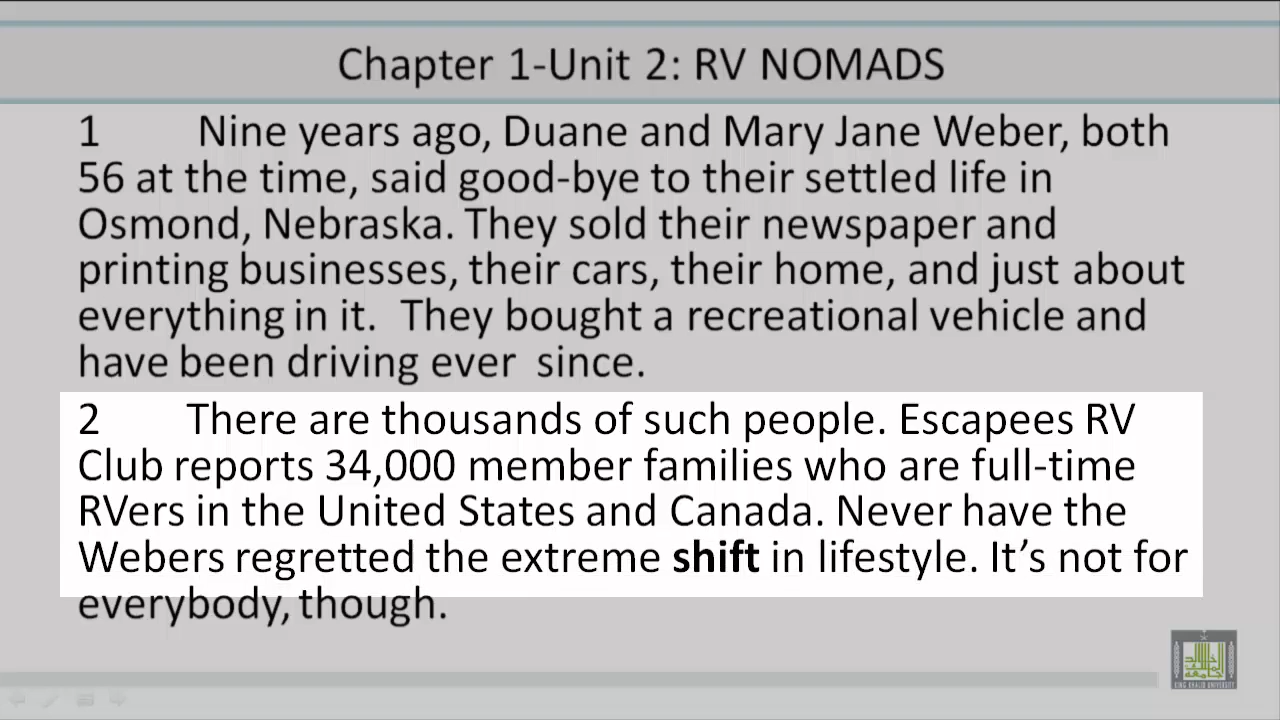 Chapter 1-Unit 2: RV NOMADS
1 Nine years ago, Duane and Mary Jane Weber, both
56 at the time, said good-bye to their settled life in
Osmond, Nebraska. They sold their newspaper and
printing businesses, their cars, their home, and just about
everything in it. They bought a recreational vehicle and
have been driving ever since.
2 There are thousands of such people. Escapees RV
Club reports 34,000 member families who are full-time
RVers in the United States and Canada. Never have the
Webers regretted the extreme shift in lifestyle. It’s not for
everybody, though.
KING KHALID UNIVERSITY